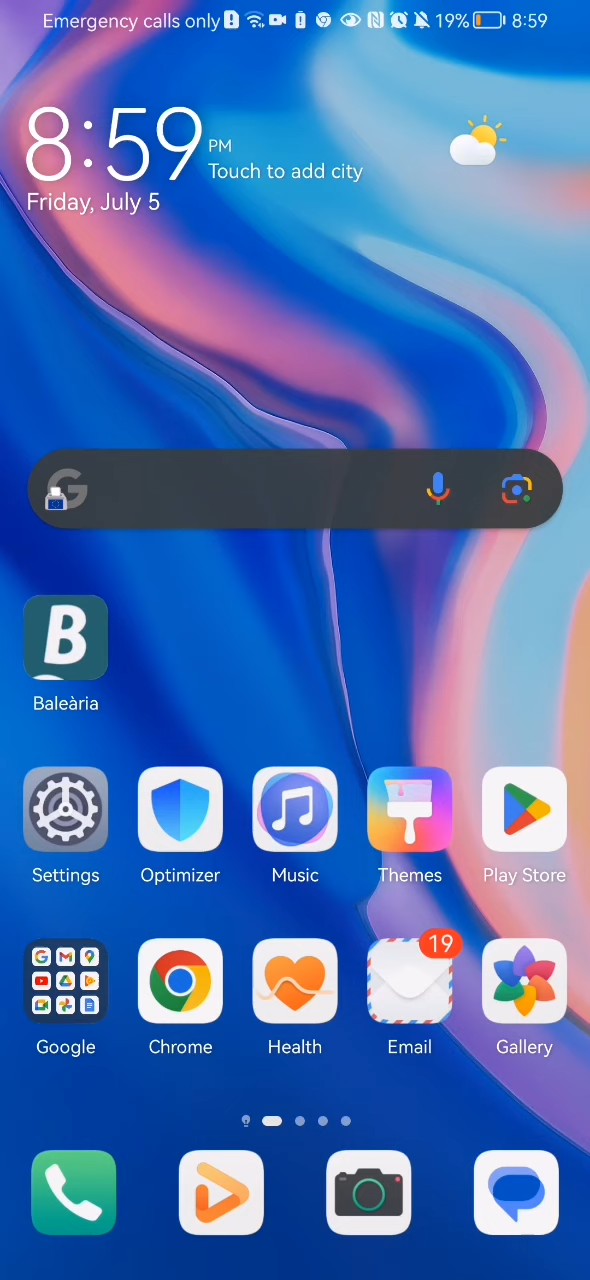 Emergency calls only 19% 8:59
8:59 PM
Touch to add city
Friday, July 5
G
B
Baleària
Settings Optimizer Music Themes Play Store
19
Google Chrome Health Email Gallery